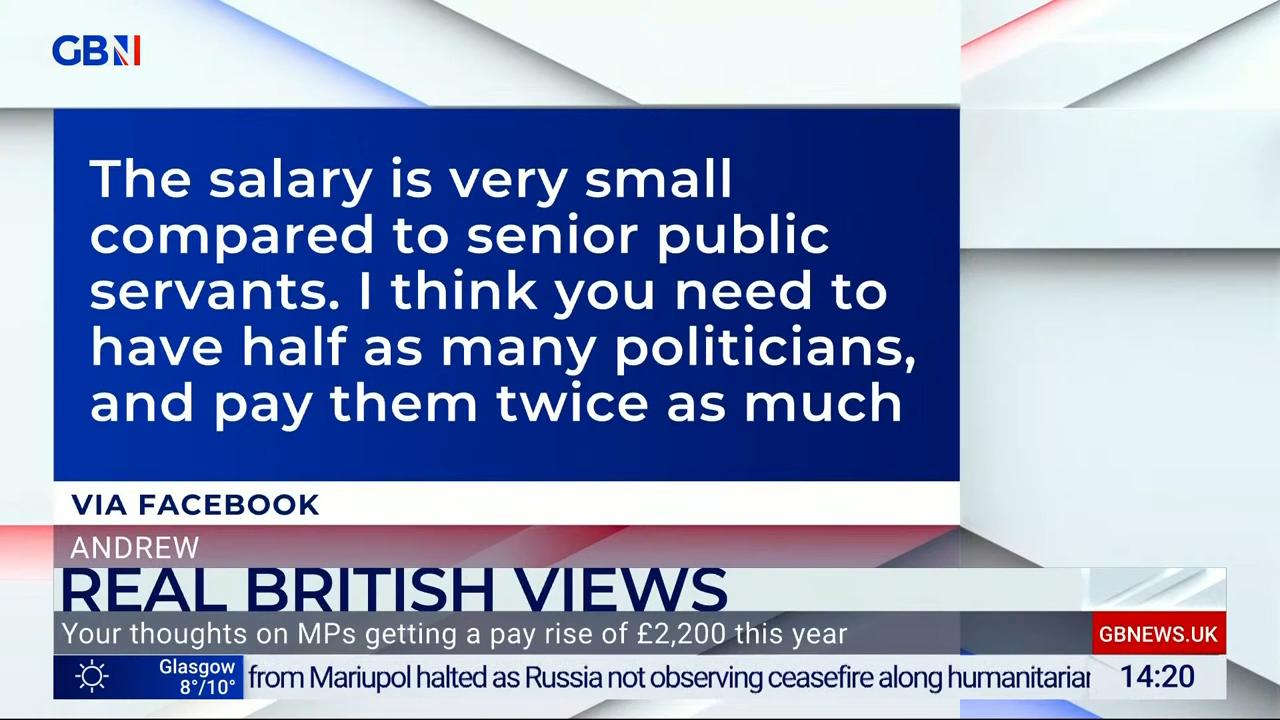 GBN
The salary is very small
compared to senior public
servants. I think you need to
have half as many politicians,
and pay them twice as much
VIA FACEBOOK
ANDREW
REAL BRITISH VIEWS
Your thoughts on MPs getting a pay rise of £2,200 this year
GBNEWS.UK
Glasgow
8°/10°
from Mariupol halted as Russia not observing ceasefire along humanitarian
14:20